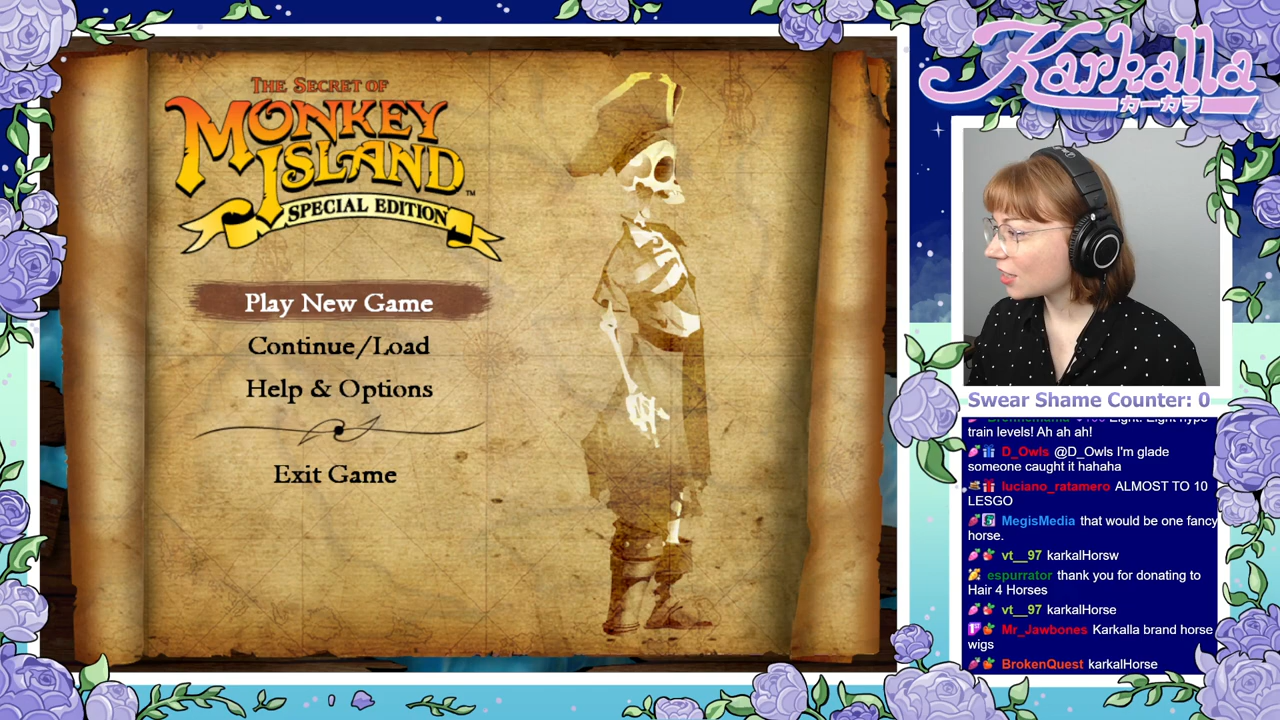 THE SECRET OF
MONKEY
ISLAND™
SPECIAL EDITION
Play New Game
Continue/Load
Help & Options
Exit Game
Karkalla
カーカラ
Swear Shame Counter: 0
train levels! Ah ah ah!
D_Owls @D_Owls I'm glade
someone caught it hahaha
luciano_ratamero ALMOST TO 10
LESGO
MegisMedia that would be one fancy
horse.
vt__97 karkalHorsw
espurrator thank you for donating to
Hair 4 Horses
vt__97 karkalHorse
Mr_Jawbones Karkalla brand horse
wigs
BrokenQuest karkalHorse